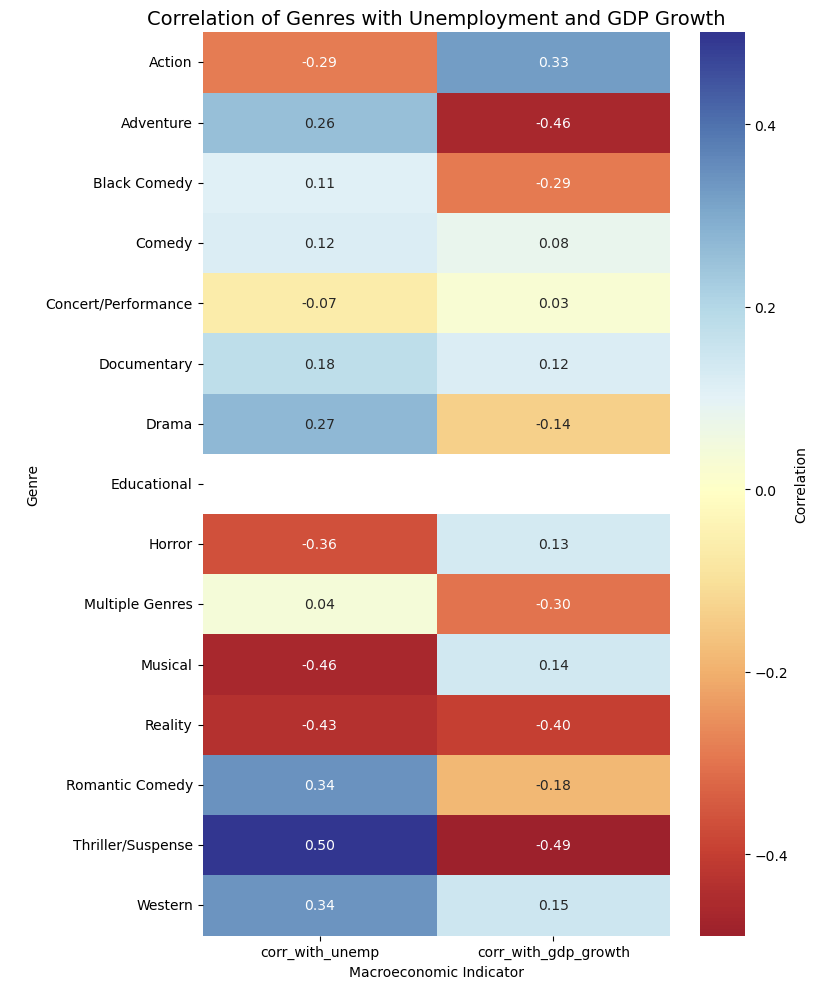 Correlation of Genres with Unemployment and GDP Growth
Action -0.29 0.33
Adventure 0.26 -0.46
Black Comedy 0.11 -0.29
Comedy 0.12 0.08
Concert/Performance -0.07 0.03
Documentary 0.18 0.12
Drama 0.27 -0.14
Educational
Horror -0.36 0.13
Multiple Genres 0.04 -0.30
Musical -0.46 0.14
Reality -0.43 -0.40
Romantic Comedy 0.34 -0.18
Thriller/Suspense 0.50 -0.49
Western 0.34 0.15
corr_with_unemp corr_with_gdp_growth
Macroeconomic Indicator
Genre
0.4
0.2
0.0
−0.2
−0.4
Correlation